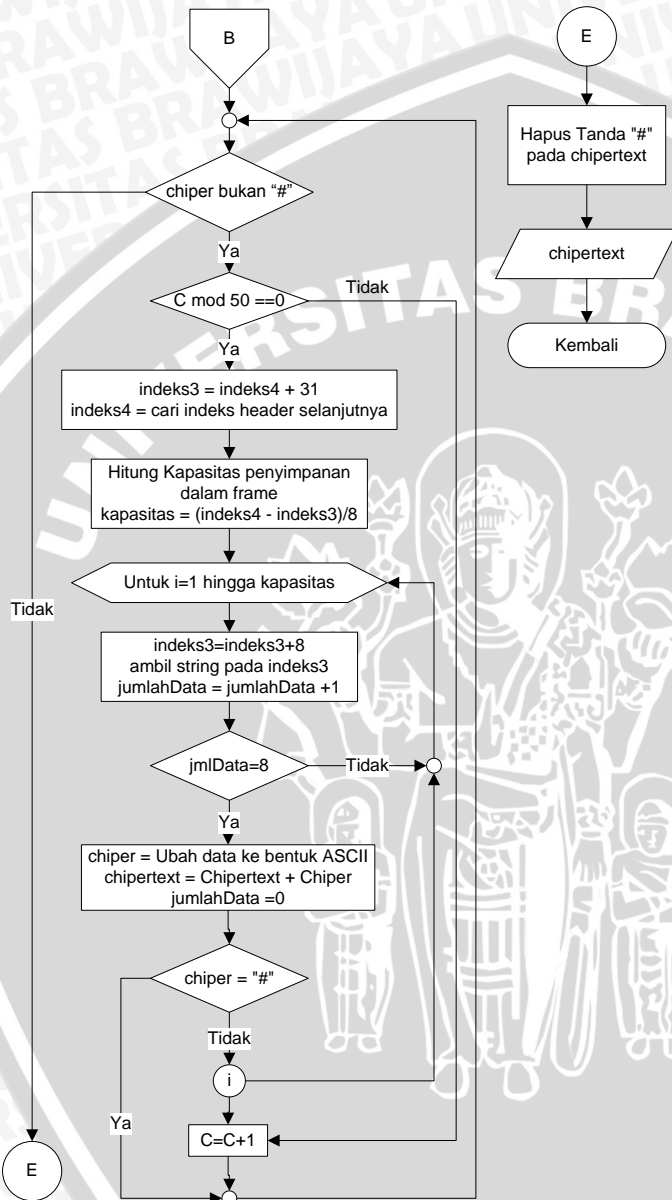 B
chiper bukan “#”
Ya
C mod 50 ==0
Tidak
Ya
indeks3 = indeks4 + 31
indeks4 = cari indeks header selanjutnya
Hitung Kapasitas penyimpanan
dalam frame
kapasitas = (indeks4 - indeks3)/8
Untuk i=1 hingga kapasitas
Tidak
indeks3=indeks3+8
ambil string pada indeks3
jumlahData = jumlahData +1
jmlData=8
Tidak
Ya
chiper = Ubah data ke bentuk ASCII
chipertext = Chipertext + Chiper
jumlahData =0
chiper = "#"
Tidak
i
Ya
C=C+1
E
E
Hapus Tanda "#"
pada chipertext
chipertext
Kembali
UNIVERSITAS BRA